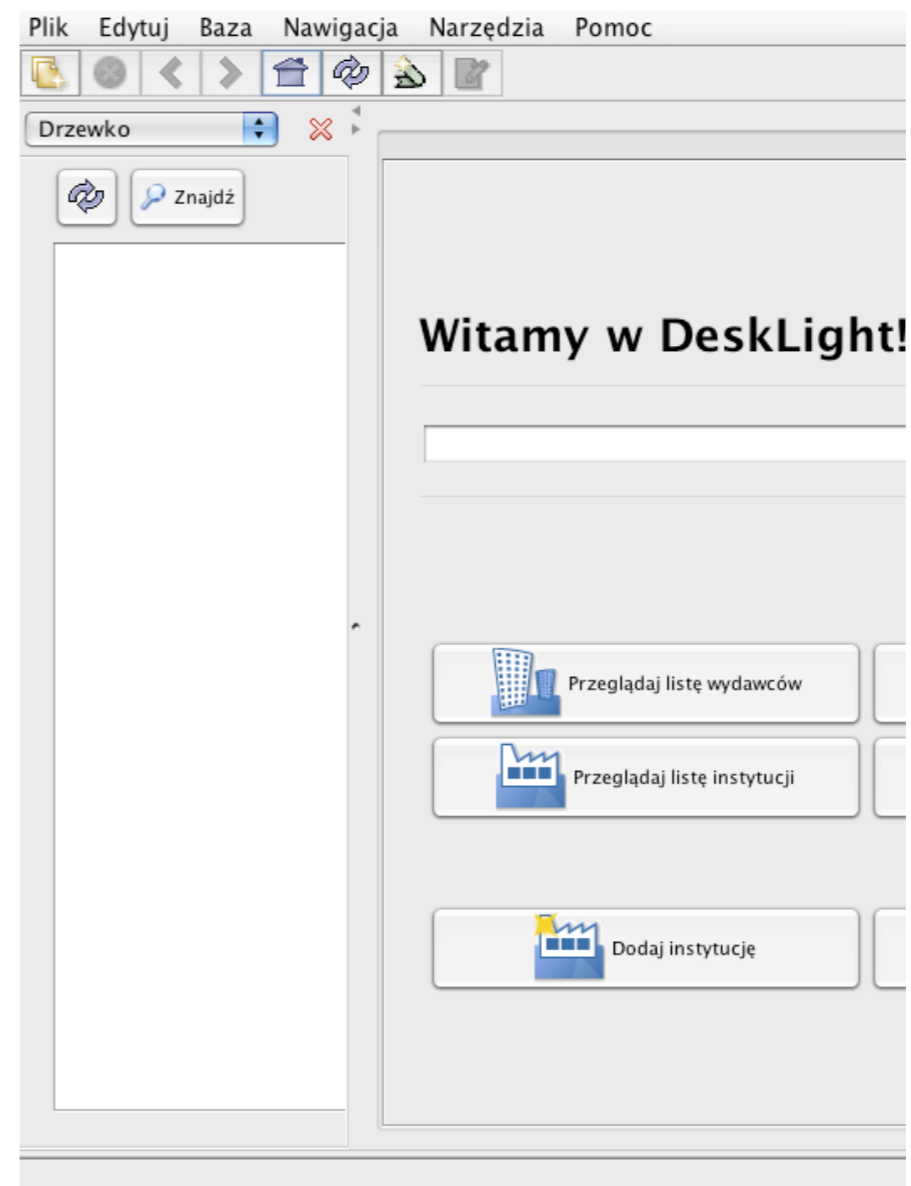 Plik Edytuj Baza Nawigacja Narzędzia Pomoc
Drzewko
Znajdź
Witamy w DeskLight!
Przeglądaj listę wydawców
Przeglądaj listę instytucji
Dodaj instytucję